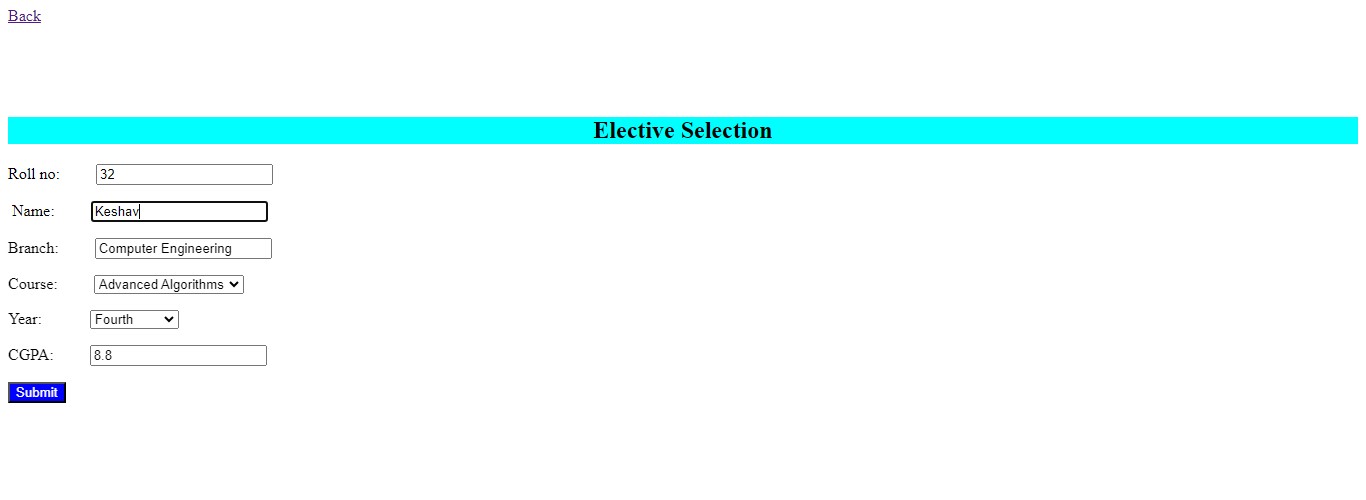 Back
Elective Selection
Roll no: 32
Name: Keshav
Branch: Computer Engineering
Course: Advanced Algorithms
Year: Fourth
CGPA: 8.8
Submit